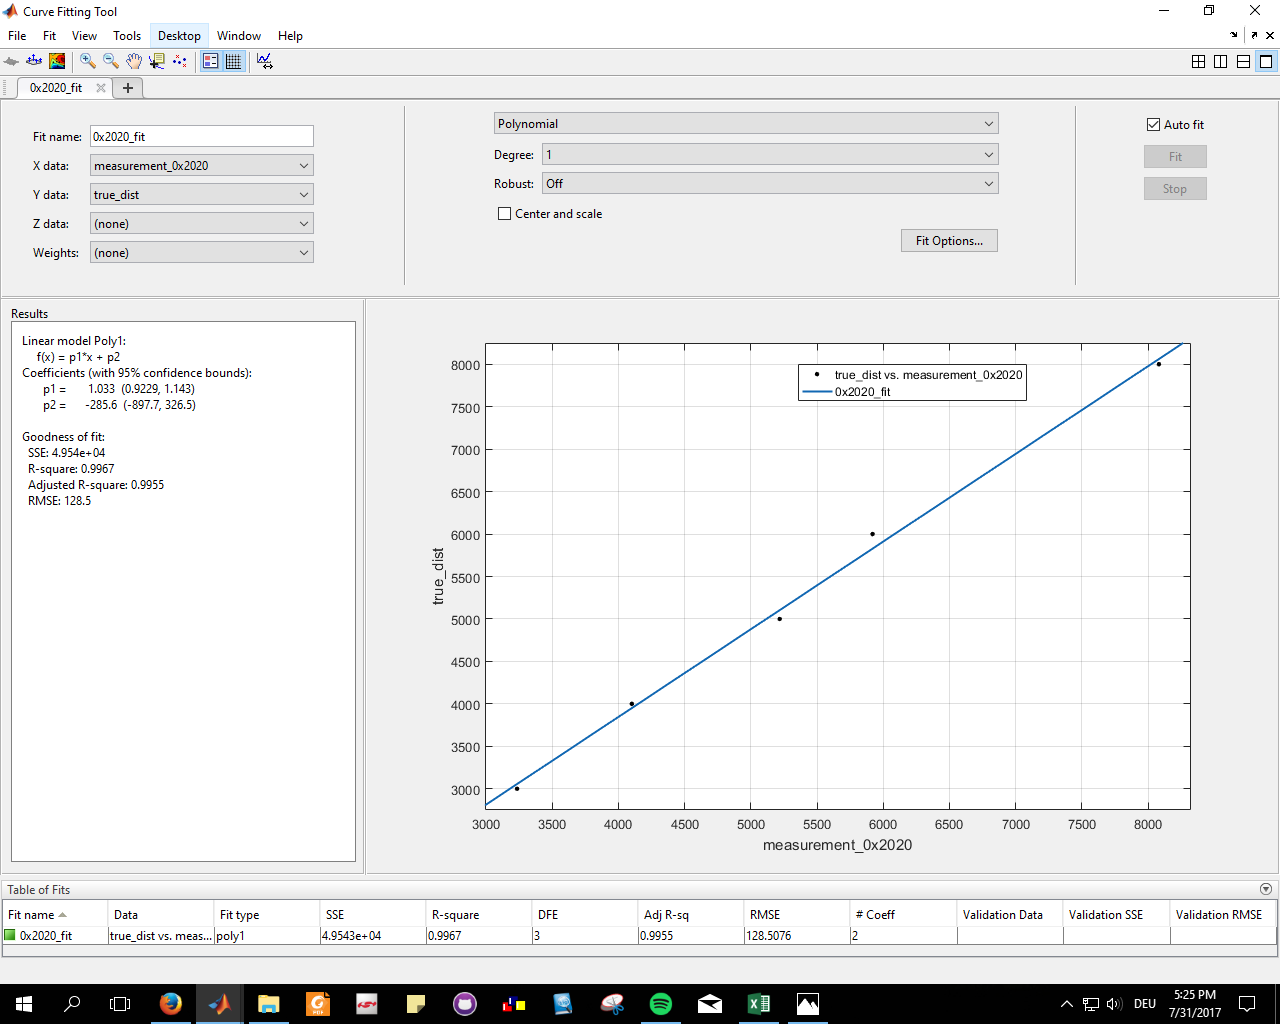 Curve Fitting Tool
File Fit View Tools Desktop Window Help
0x2020_fit
Fit name: 0x2020_fit
X data: measurement_0x2020
Y data: true_dist
Z data: (none)
Weights: (none)
Polynomial
Degree: 1
Robust: Off
Center and scale
Fit Options...
Auto fit
Fit
Stop
Results
Linear model Poly1:
f(x) = p1*x + p2
Coefficients (with 95% confidence bounds):
p1 = 1.033 (0.9229, 1.143)
p2 = -285.6 (-897.7, 326.5)
Goodness of fit:
SSE: 4.954e+04
R-square: 0.9967
Adjusted R-square: 0.9955
RMSE: 128.5
true_dist vs. measurement_0x2020
0x2020_fit
8000
7500
7000
6500
6000
5500
5000
4500
4000
3500
3000
true_dist
3000 3500 4000 4500 5000 5500 6000 6500 7000 7500 8000
measurement_0x2020
Table of Fits
Fit name Data Fit type SSE R-square DFE Adj R-sq RMSE # Coeff Validation Data Validation SSE Validation RMSE
0x2020_fit true_dist vs. meas... poly1 4.9543e+04 0.9967 3 0.9955 128.5076 2
PDF
DEU
5:25 PM
7/31/2017